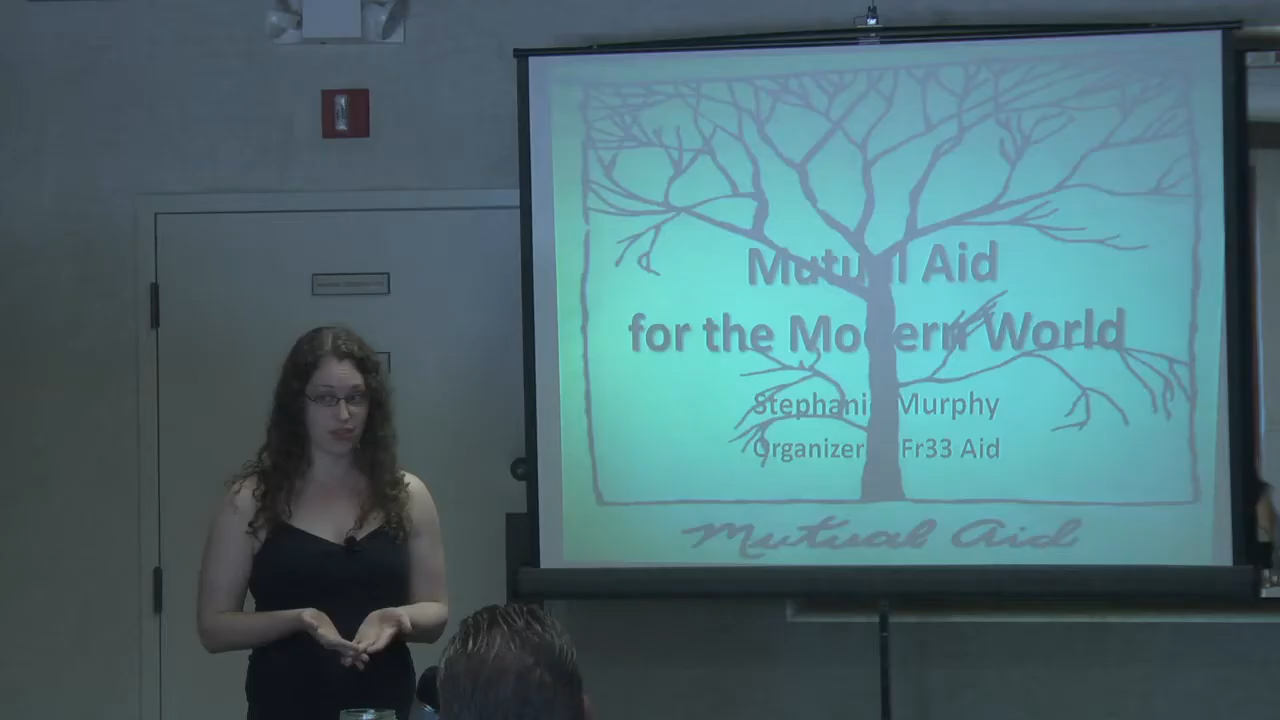 Mutual Aid
for the Modern World
Stephanie Murphy
Organizer Fr33 Aid
Mutual Aid